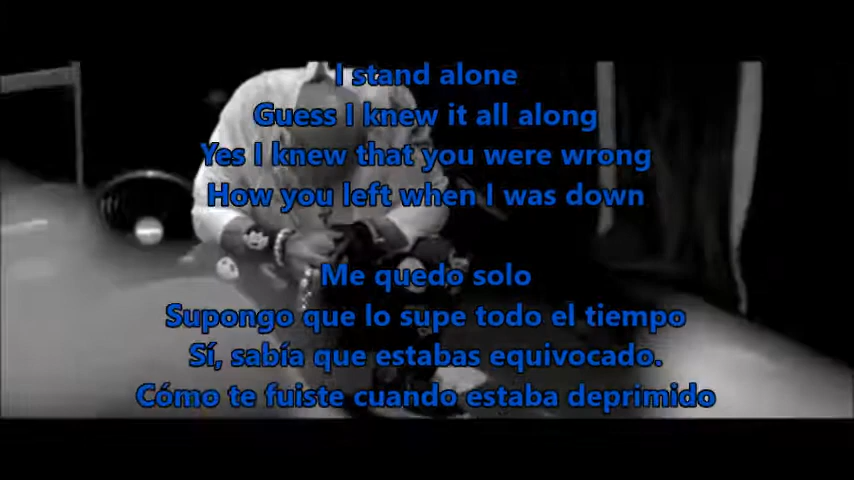 I stand alone
Guess I knew it all along
Yes I knew that you were wrong
How you left when I was down
Me quedo solo
Supongo que lo supe todo el tiempo
Sí, sabía que estabas equivocado.
Cómo te fuiste cuando estaba deprimido